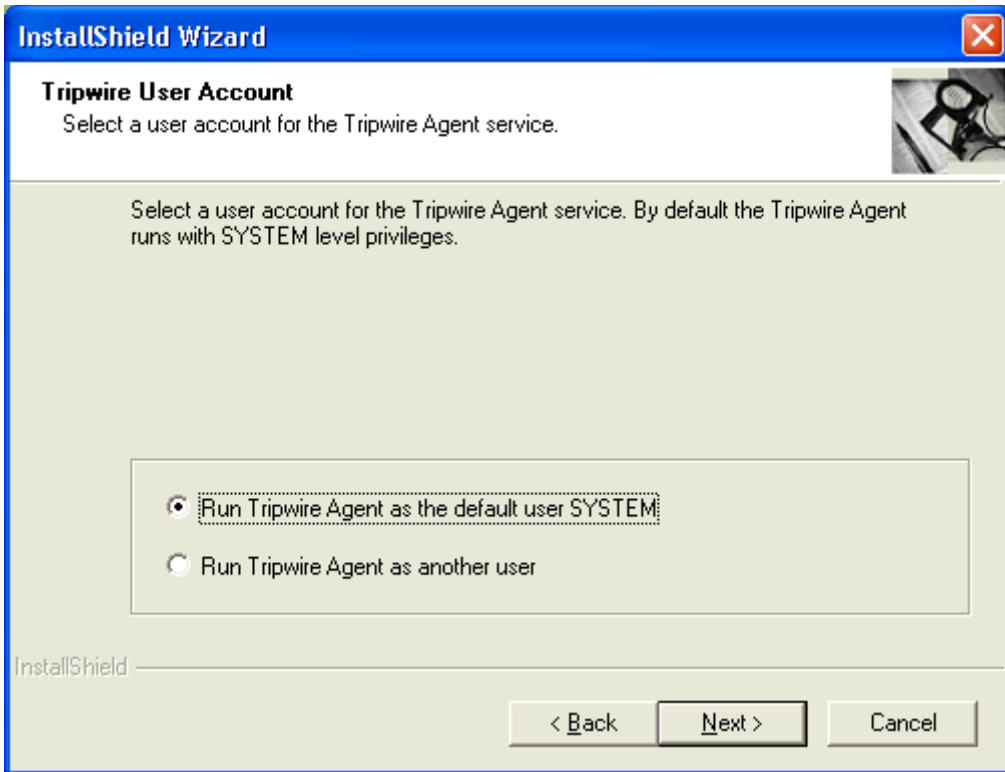 InstallShield Wizard
Tripwire User Account
Select a user account for the Tripwire Agent service.
Select a user account for the Tripwire Agent service. By default the Tripwire Agent
runs with SYSTEM level privileges.
Run Tripwire Agent as the default user SYSTEM
Run Tripwire Agent as another user
InstallShield
< Back
Next >
Cancel